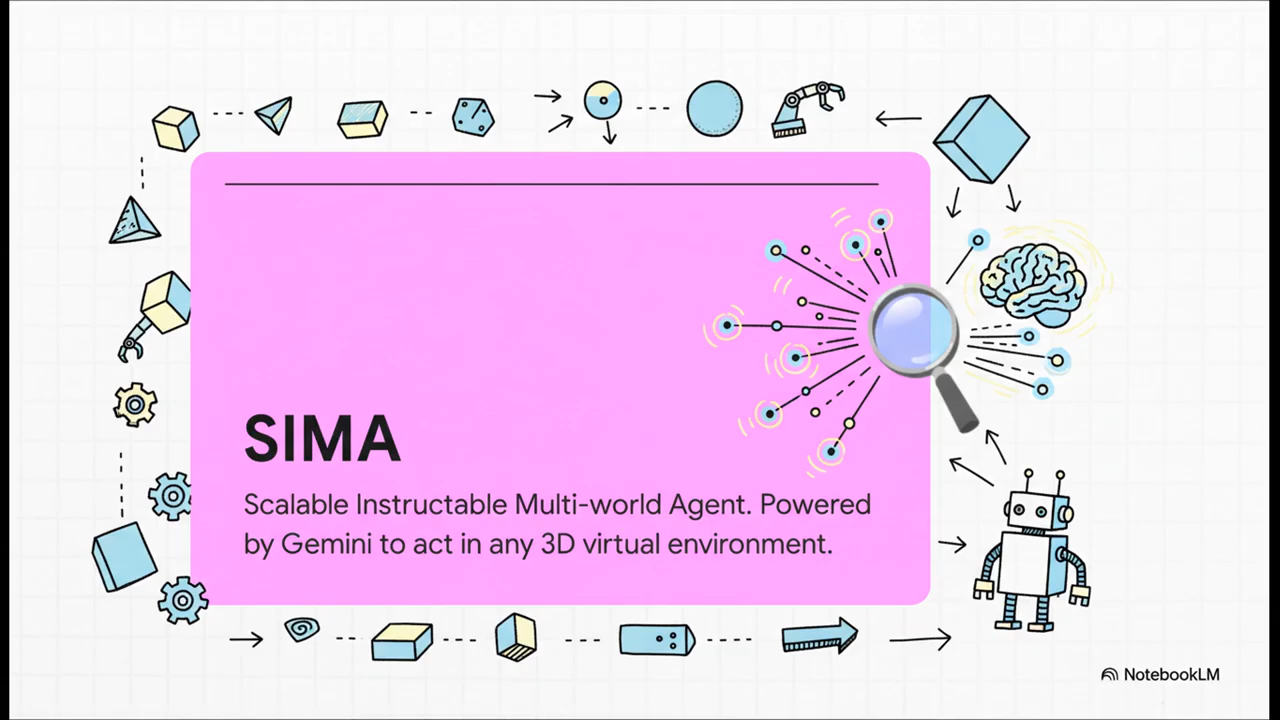 SIMA
Scalable Instructable Multi-world Agent. Powered
by Gemini to act in any 3D virtual environment.
NotebookLM